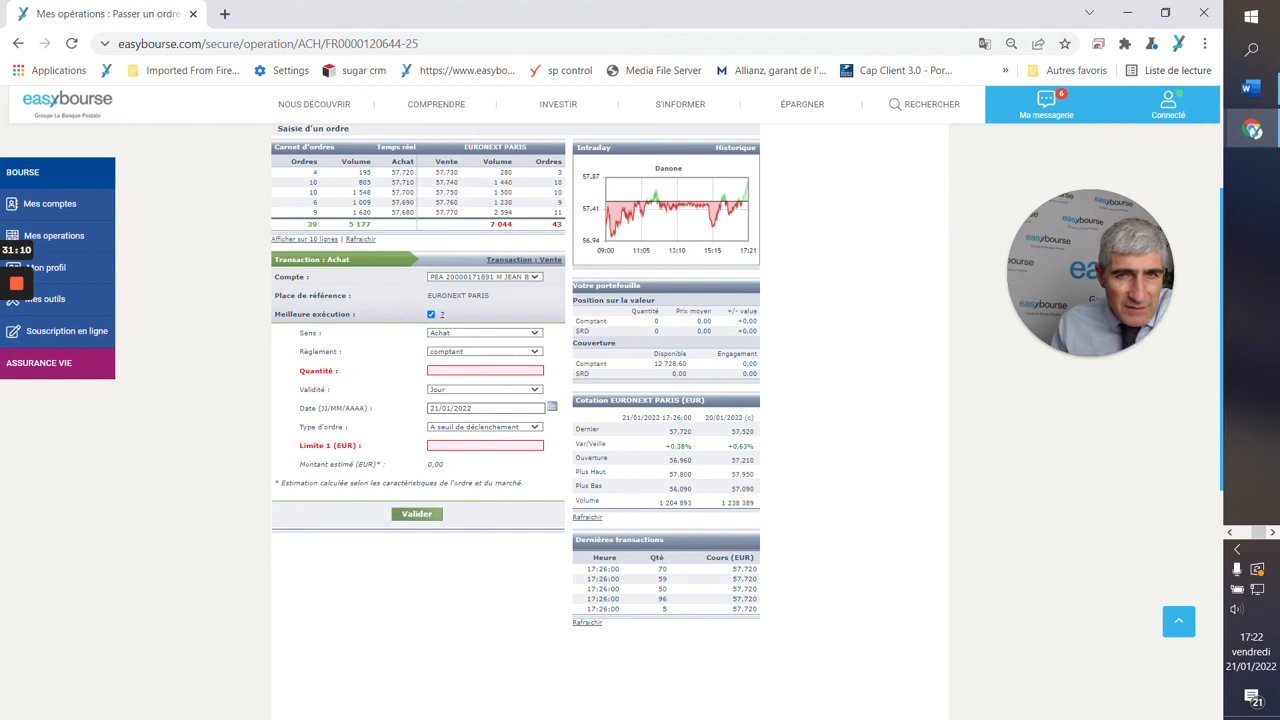 Mes opérations : Passer un ordre
easybourse.com/secure/operation/ACH/FR0000120644-25
Applications
Imported From Fire...
Settings
sugar crm
https://www.easybo...
sp control
Media File Server
Allianz, garant de l'...
Cap Client 3.0 - Por...
»
Autres favoris
Liste de lecture
easybourse
Groupe La Banque Postale
NOUS DÉCOUVRIR
COMPRENDRE
INVESTIR
S'INFORMER
ÉPARGNER
RECHERCHER
6
Ma messagerie
Connecté
BOURSE
Mes comptes
Mes operations
31:10
Mon profil
Mes outils
Souscription en ligne
ASSURANCE VIE
Saisie d'un ordre
Carnet d'ordres Temps réel EURONEXT PARIS
Ordres Volume Achat Vente Volume Ordres
4 195 57,720 57,730 280 3
10 805 57,710 57,740 1 440 10
10 1 548 57,700 57,750 1 500 10
6 1 009 57,690 57,760 1 230 9
9 1 620 57,680 57,770 2 594 11
39 5 177 7 044 43
Afficher sur 10 lignes Rafraichir
Transaction : Achat Transaction : Vente
Compte : PEA 20000171891 M JEAN B
Place de référence : EURONEXT PARIS
Meilleure exécution : ?
Sens : Achat
Règlement : comptant
Quantité :
Validité : Jour
Date (JJ/MM/AAAA) : 21/01/2022
Type d'ordre : A seuil de déclenchement
Limite 1 (EUR) :
Montant estimé (EUR)* : 0,00
* Estimation calculée selon les caractéristiques de l'ordre et du marché.
Valider
Intraday Historique
Danone
57.87
57.41
56.94
09:00 11:05 13:10 15:15 17:21
Votre portefeuille
Position sur la valeur
Quantité Prix moyen +/- value
Comptant 0 0,00 +0,00
SRD 0 0,00 +0,00
Couverture
Disponible Engagement
Comptant 12 728,60 0,00
SRD 0,00 0,00
Cotation EURONEXT PARIS (EUR)
21/01/2022 17:26:00 20/01/2022 (c)
Dernier 57,720 57,520
Var/Veille +0,38% +0,63%
Ouverture 56,960 57,210
Plus Haut 57,800 57,950
Plus Bas 56,090 57,090
Volume 1 204 893 1 238 389
Rafraichir
Dernières transactions
Heure Qté Cours (EUR)
17:26:00 70 57,720
17:26:00 59 57,720
17:26:00 50 57,720
17:26:00 96 57,720
17:26:00 5 57,720
Rafraichir
17:22
vendredi
21/01/2022
21